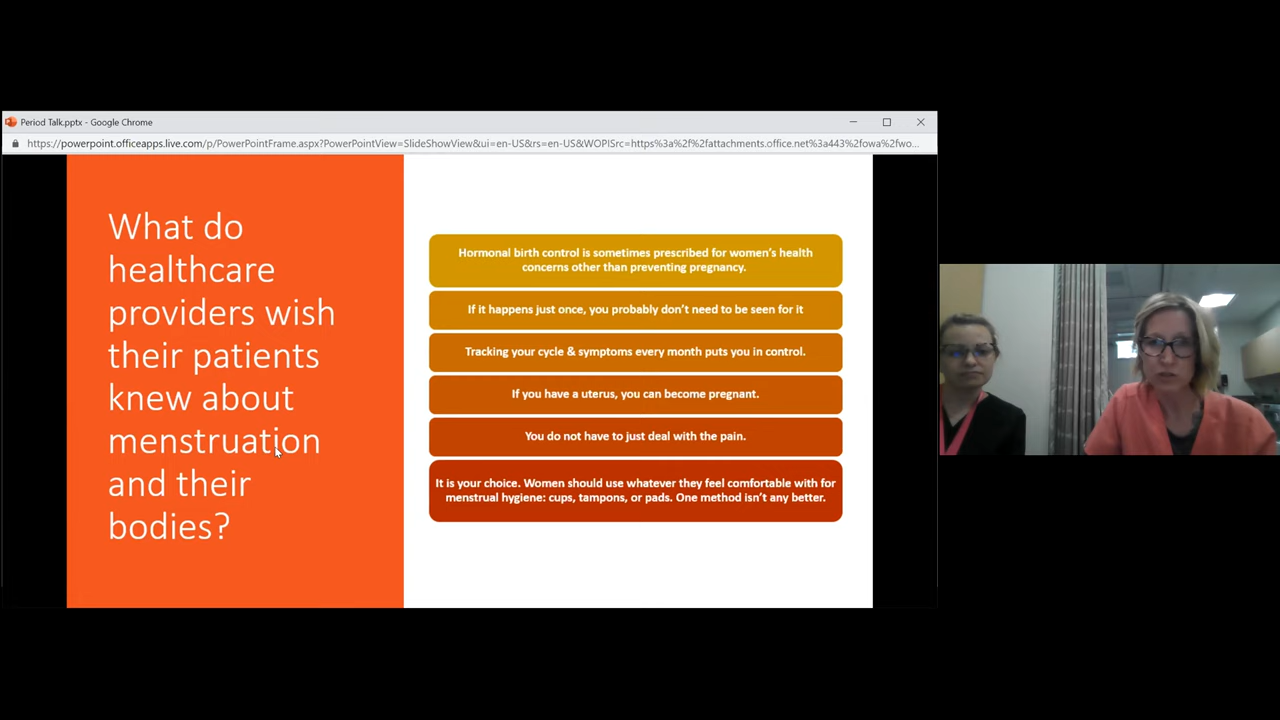 Period Talk.pptx - Google Chrome
https://powerpoint.officeapps.live.com/p/PowerPointFrame.aspx?PowerPointView=SlideShowView&ui=en-US&rs=en-US&WOPISrc=https%3a%2f%2fattachments.office.net%3a443%2fowa%2fwo...
What do
healthcare
providers wish
their patients
knew about
menstruation
and their
bodies?
Hormonal birth control is sometimes prescribed for women's health
concerns other than preventing pregnancy.
If it happens just once, you probably don't need to be seen for it
Tracking your cycle & symptoms every month puts you in control.
If you have a uterus, you can become pregnant.
You do not have to just deal with the pain.
It is your choice. Women should use whatever they feel comfortable with for
menstrual hygiene: cups, tampons, or pads. One method isn't any better.